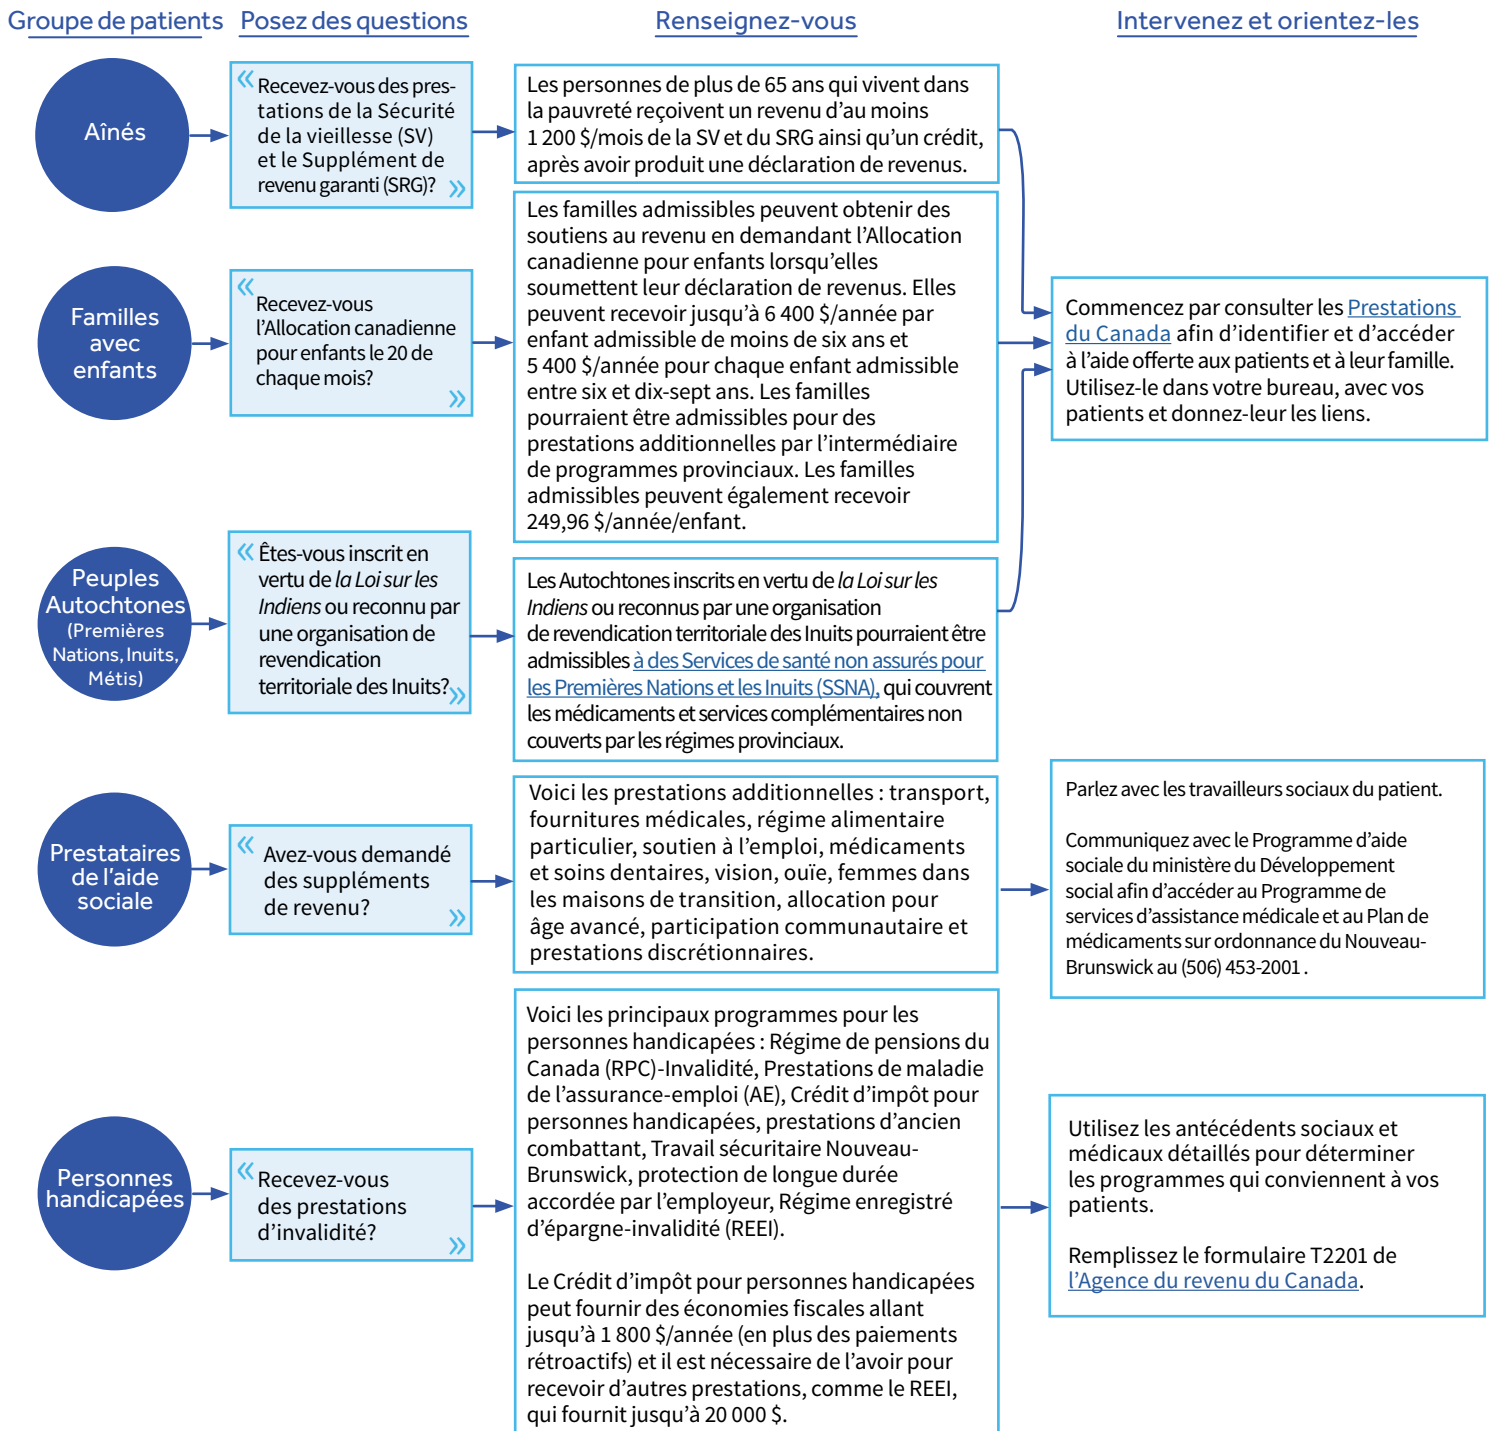 Groupe de patients
Posez des questions
Renseignez-vous
Intervenez et orientez-les
Aînés
« Recevez-vous des pres-
tations de la Sécurité
de la vieillesse (SV)
et le Supplément de
revenu garanti (SRG)? »
Les personnes de plus de 65 ans qui vivent dans
la pauvreté reçoivent un revenu d'au moins
1 200 $/mois de la SV et du SRG ainsi qu'un crédit,
après avoir produit une déclaration de revenus.
Familles
avec
enfants
« Recevez-vous
l'Allocation canadienne
pour enfants le 20 de
chaque mois? »
Les familles admissibles peuvent obtenir des
soutiens au revenu en demandant l'Allocation
canadienne pour enfants lorsqu'elles
soumettent leur déclaration de revenus. Elles
peuvent recevoir jusqu'à 6 400 $/année par
enfant admissible de moins de six ans et
5 400 $/année pour chaque enfant admissible
entre six et dix-sept ans. Les familles
pourraient être admissibles pour des
prestations additionnelles par l'intermédiaire
de programmes provinciaux. Les familles
admissibles peuvent également recevoir
249,96 $/année/enfant.
Commencez par consulter les Prestations
du Canada afin d'identifier et d'accéder
à l'aide offerte aux patients et à leur famille.
Utilisez-le dans votre bureau, avec vos
patients et donnez-leur les liens.
Peuples
Autochtones
(Premières
Nations, Inuits,
Métis)
« Êtes-vous inscrit en
vertu de la Loi sur les
Indiens ou reconnu par
une organisation de
revendication
territoriale des Inuits? »
Les Autochtones inscrits en vertu de la Loi sur les
Indiens ou reconnus par une organisation
de revendication territoriale des Inuits pourraient être
admissibles à des Services de santé non assurés pour
les Premières Nations et les Inuits (SSNA), qui couvrent
les médicaments et services complémentaires non
couverts par les régimes provinciaux.
Prestataires
de l'aide
sociale
« Avez-vous demandé
des suppléments
de revenu? »
Voici les prestations additionnelles : transport,
fournitures médicales, régime alimentaire
particulier, soutien à l'emploi, médicaments
et soins dentaires, vision, ouïe, femmes dans
les maisons de transition, allocation pour
âge avancé, participation communautaire et
prestations discrétionnaires.
Parlez avec les travailleurs sociaux du patient.
Communiquez avec le Programme d'aide
sociale du ministère du Développement
social afin d'accéder au Programme de
services d'assistance médicale et au Plan de
médicaments sur ordonnance du Nouveau-
Brunswick au (506) 453-2001 .
Personnes
handicapées
« Recevez-vous
des prestations
d'invalidité? »
Voici les principaux programmes pour les
personnes handicapées : Régime de pensions du
Canada (RPC)-Invalidité, Prestations de maladie
de l'assurance-emploi (AE), Crédit d'impôt pour
personnes handicapées, prestations d'ancien
combattant, Travail sécuritaire Nouveau-
Brunswick, protection de longue durée
accordée par l'employeur, Régime enregistré
d'épargne-invalidité (REEI).
Le Crédit d'impôt pour personnes handicapées
peut fournir des économies fiscales allant
jusqu'à 1 800 $/année (en plus des paiements
rétroactifs) et il est nécessaire de l'avoir pour
recevoir d'autres prestations, comme le REEI,
qui fournit jusqu'à 20 000 $.
Utilisez les antécédents sociaux et
médicaux détaillés pour déterminer
les programmes qui conviennent à vos
patients.
Remplissez le formulaire T2201 de
l'Agence du revenu du Canada.